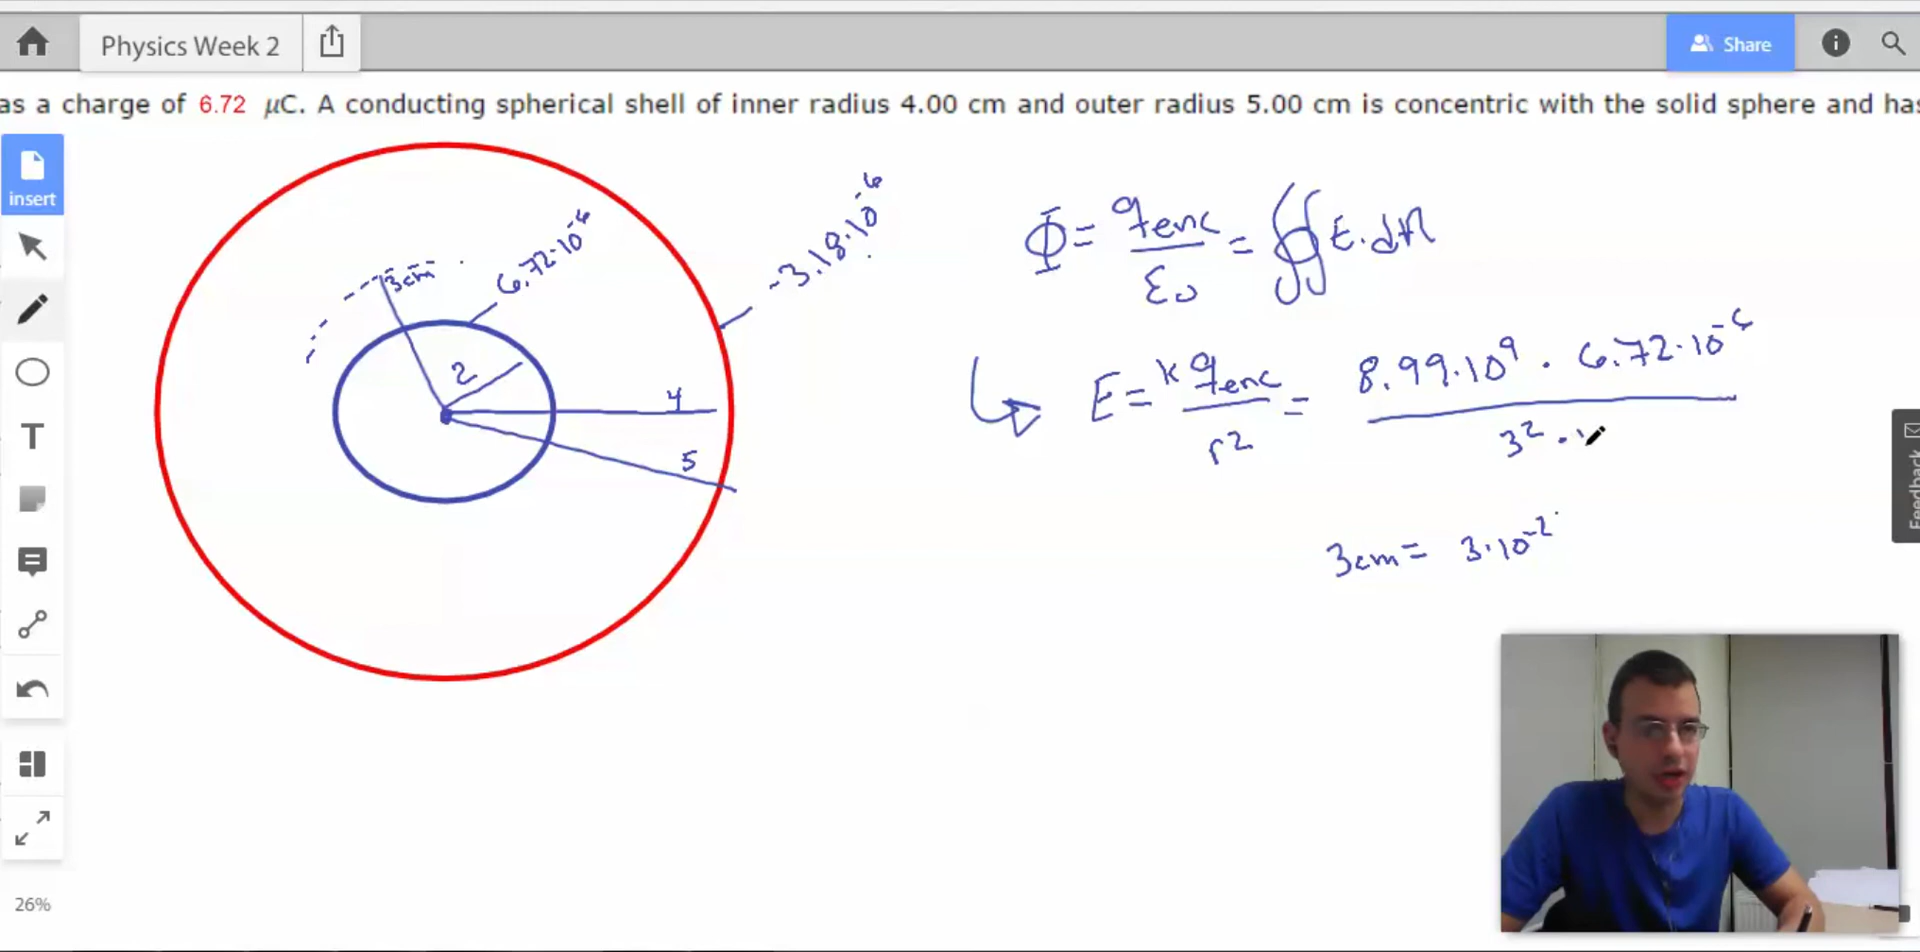 Physics Week 2
Share
as a charge of 6.72 μC. A conducting spherical shell of inner radius 4.00 cm and outer radius 5.00 cm is concentric with the solid sphere and has
insert
T
3cm
6.72·10⁻⁶
-3.18·10⁻⁶
2
4
5
Φ = qenc/ε₀ = ∯E·dA
E = k qenc/r² = 8.99·10⁹ · 6.72·10⁻⁶ / 3² ·
3cm = 3·10⁻²
Feedback
26%